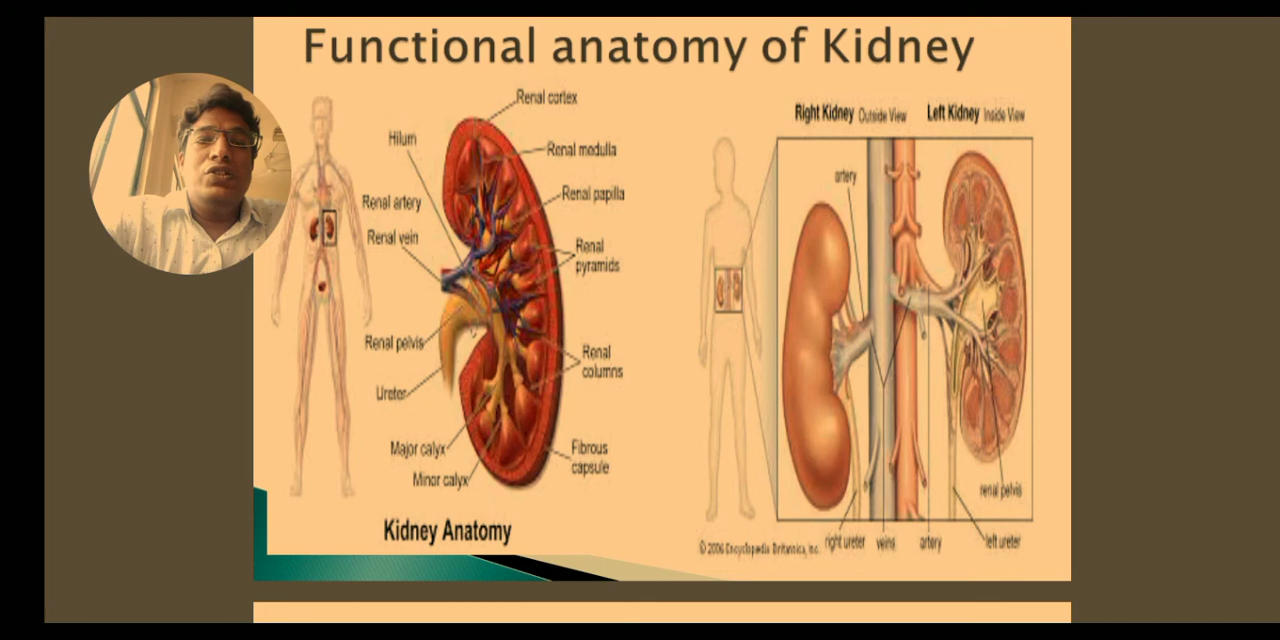 Functional anatomy of Kidney
Renal cortex
Hilum
Renal medulla
Renal papilla
Renal artery
Renal vein
Renal
pyramids
Renal pelvis
Renal
columns
Ureter
Major calyx
Minor calyx
Fibrous
capsule
Kidney Anatomy
Right Kidney Outside View
Left Kidney Inside View
artery
renal pelvis
right ureter
veins
artery
left ureter
© 2006 Encyclopædia Britannica, Inc.